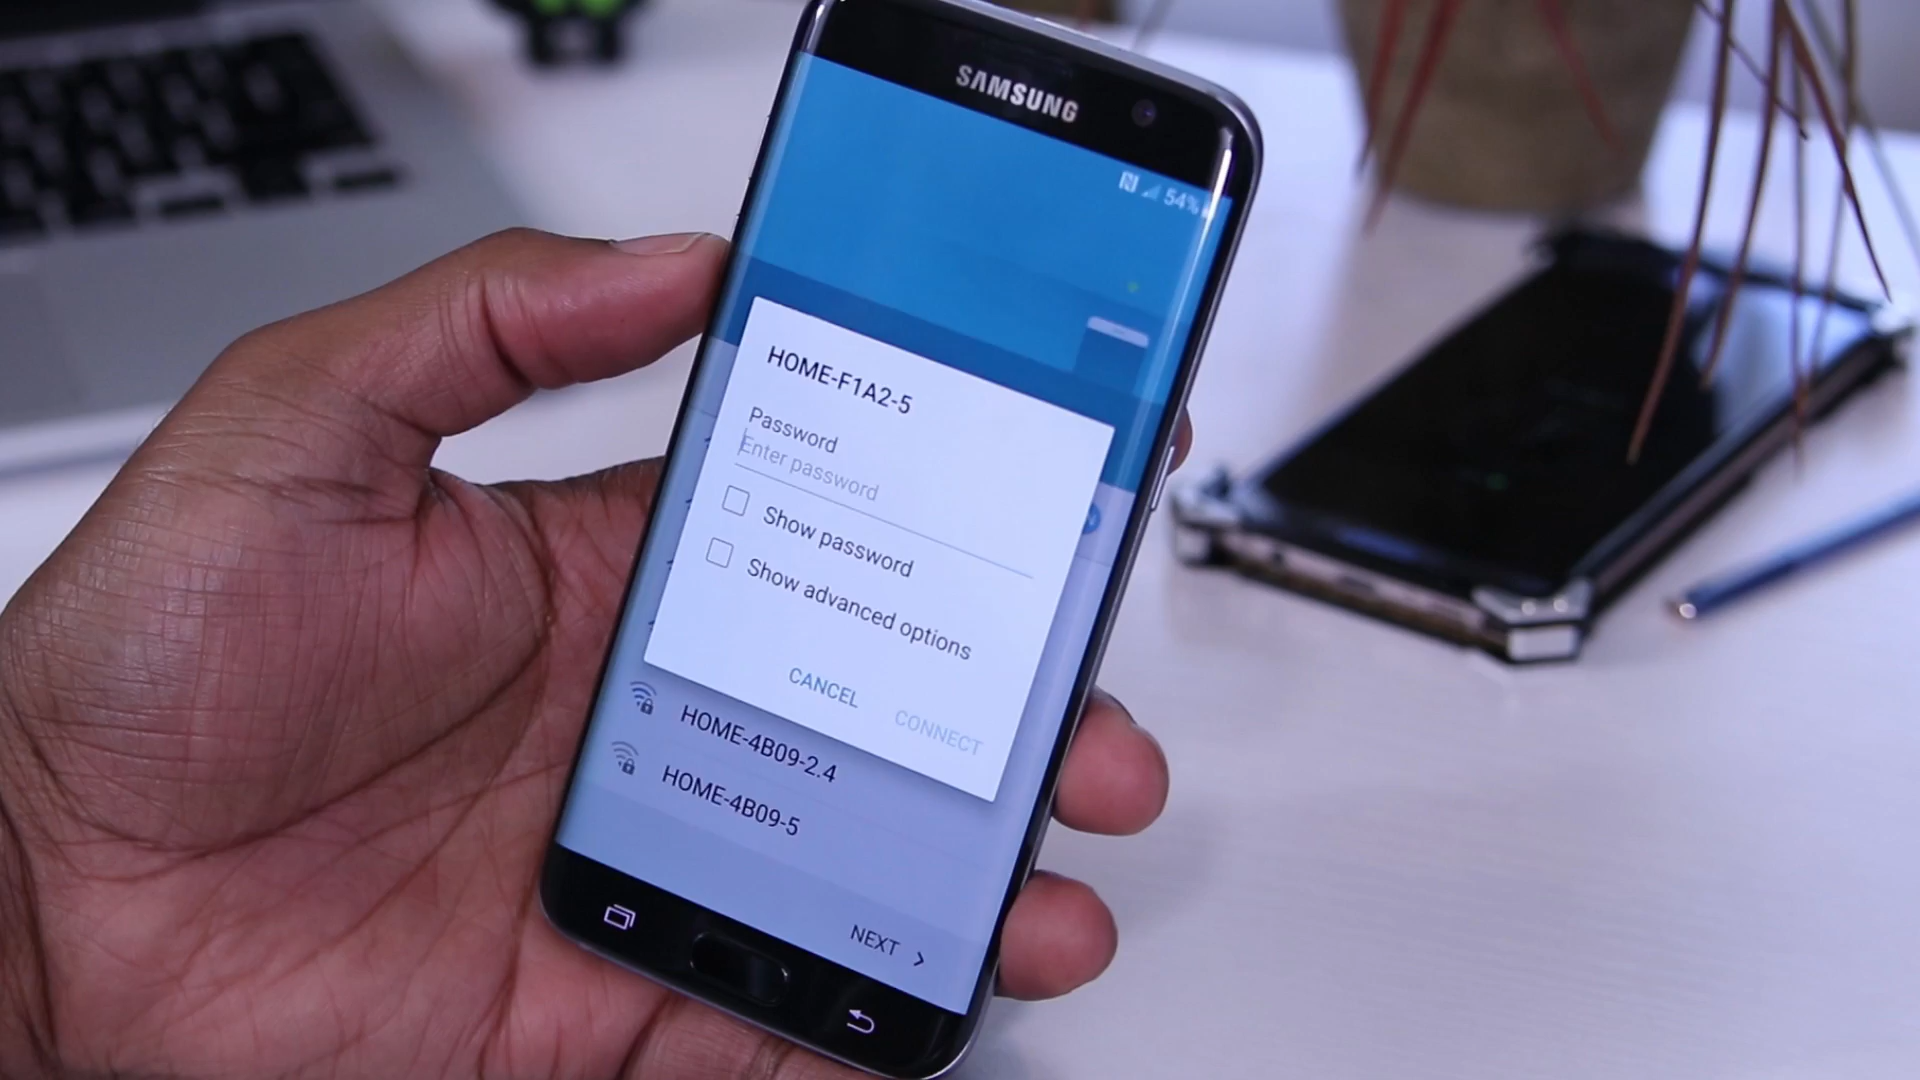 SAMSUNG
54%
HOME-F1A2-5
Password
Enter password
Show password
Show advanced options
CANCEL
CONNECT
HOME-4B09-2.4
HOME-4B09-5
NEXT